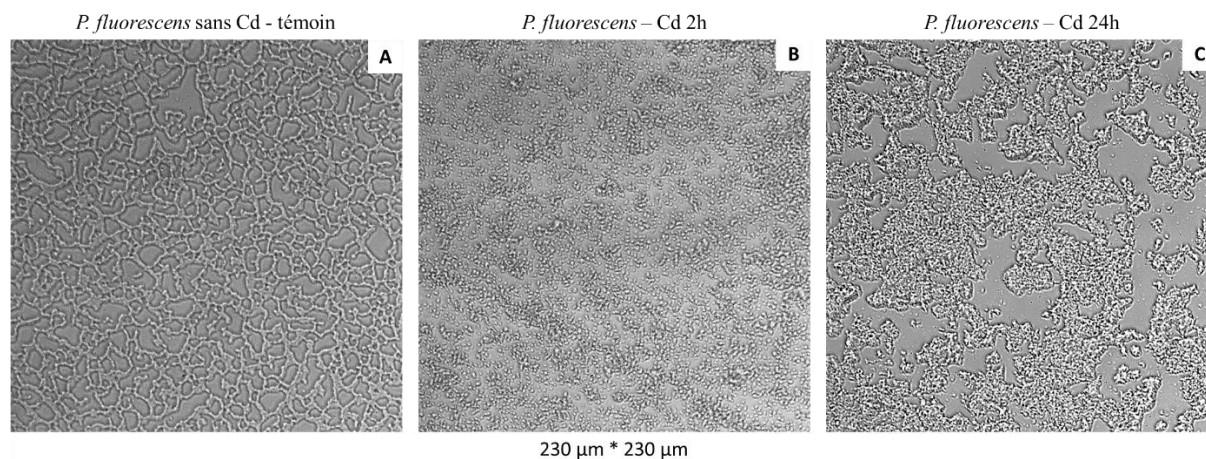 P. fluorescens sans Cd - témoin
P. fluorescens – Cd 2h
P. fluorescens – Cd 24h
A
B
C
230 µm * 230 µm